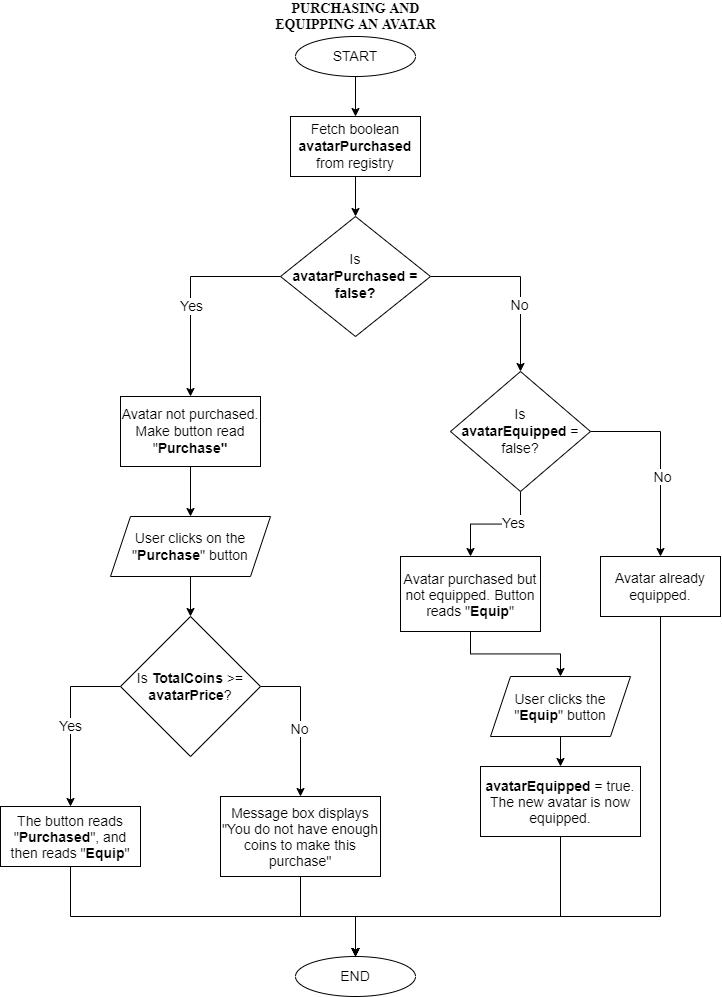 PURCHASING AND
EQUIPPING AN AVATAR
START
Fetch boolean
avatarPurchased
from registry
Is
avatarPurchased =
false?
Yes
No
Avatar not purchased.
Make button read
"Purchase"
Is
avatarEquipped =
false?
No
Yes
User clicks on the
"Purchase" button
Avatar purchased but
not equipped. Button
reads "Equip"
Avatar already
equipped.
Is TotalCoins >=
avatarPrice?
Yes
No
User clicks the
"Equip" button
avatarEquipped = true.
The new avatar is now
equipped.
The button reads
"Purchased", and
then reads "Equip"
Message box displays
"You do not have enough
coins to make this
purchase"
END